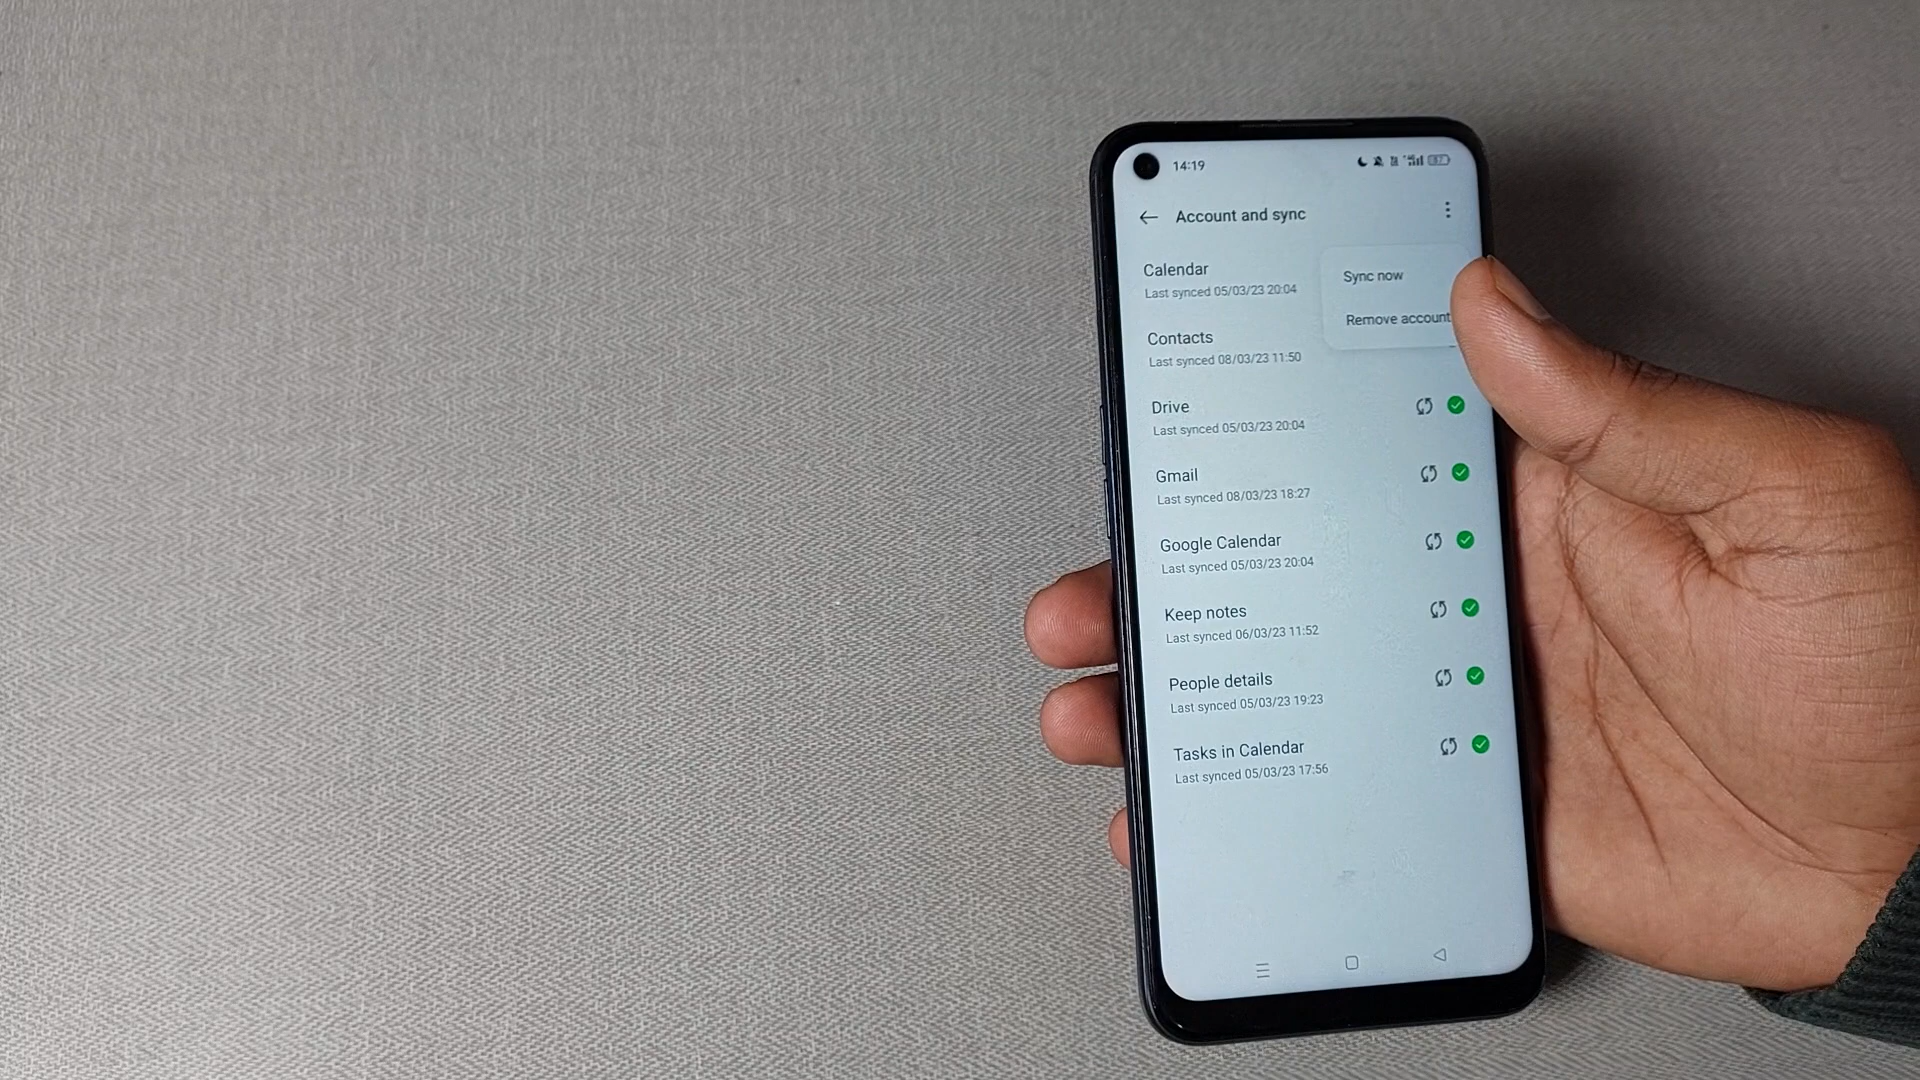 14:19
Account and sync
Calendar
Last synced 05/03/23 20:04
Sync now
Remove account
Contacts
Last synced 08/03/23 11:50
Drive
Last synced 05/03/23 20:04
Gmail
Last synced 08/03/23 18:27
Google Calendar
Last synced 05/03/23 20:04
Keep notes
Last synced 06/03/23 11:52
People details
Last synced 05/03/23 19:23
Tasks in Calendar
Last synced 05/03/23 17:56